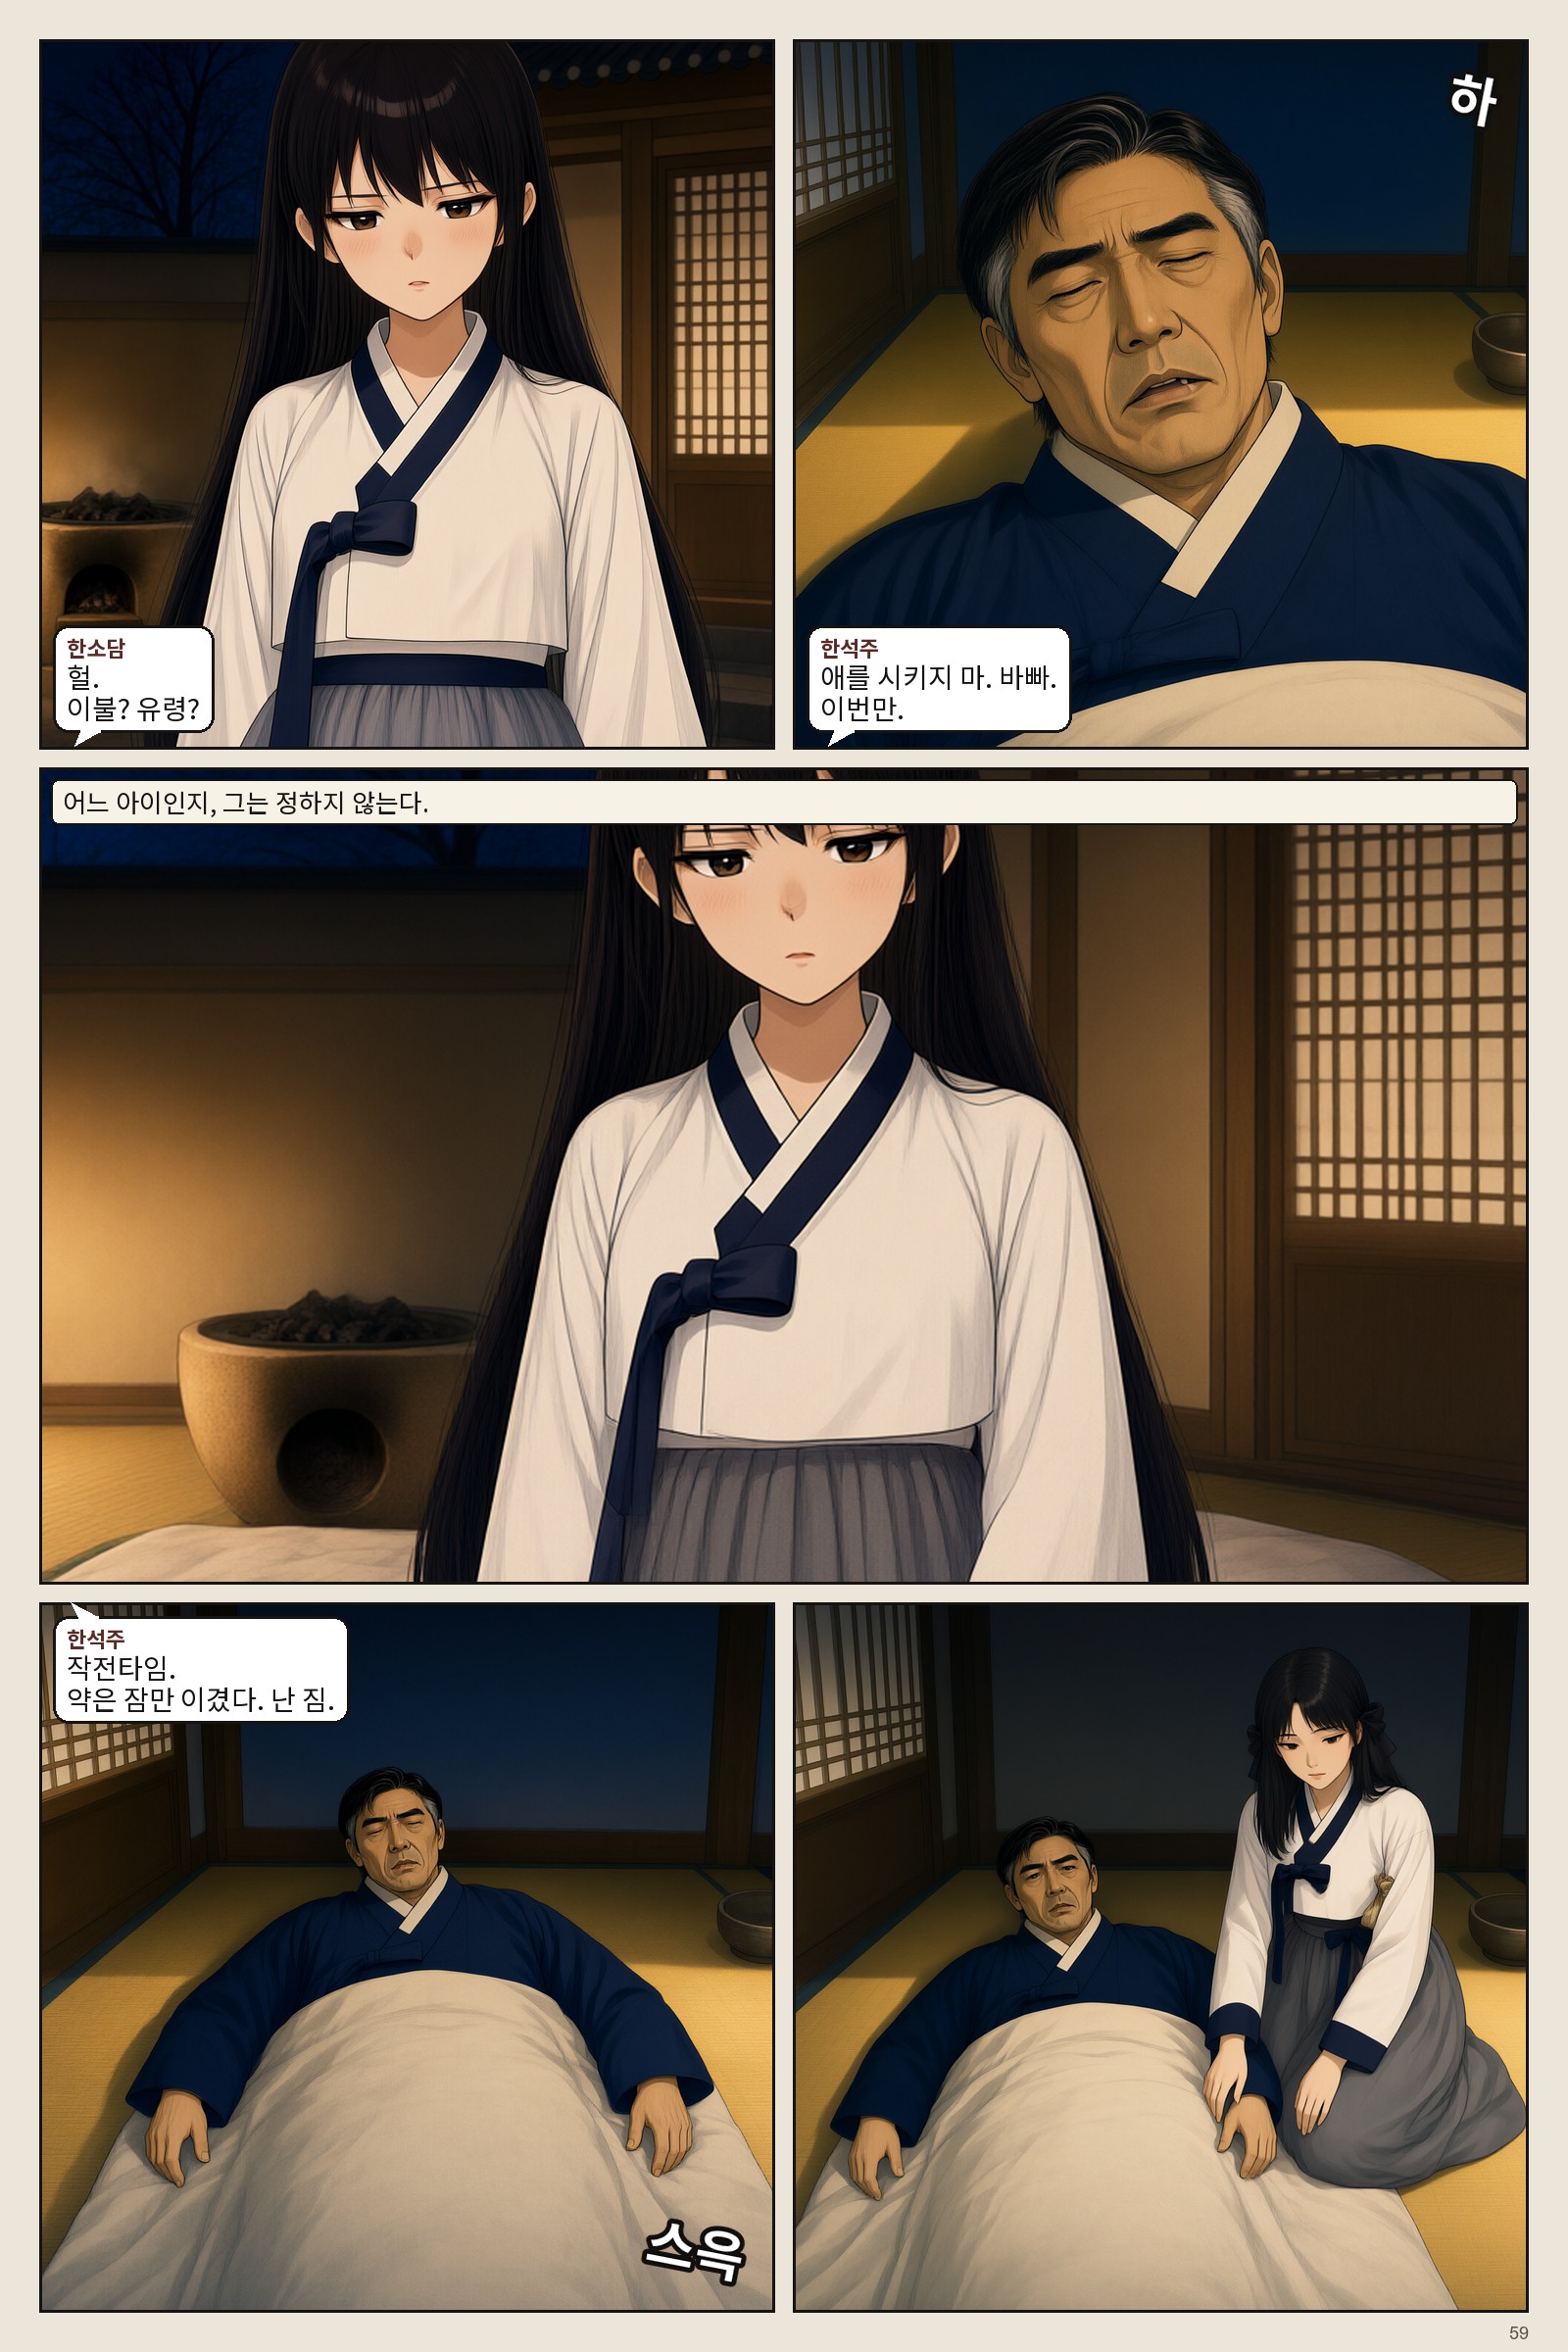 한소담
헐.
이불? 유령?
하
한석주
애를 시키지 마. 바빠.
이번만.
어느 아이인지, 그는 정하지 않는다.
한석주
작전타임.
약은 잠만 이겼다. 난 짐.
스윽
59